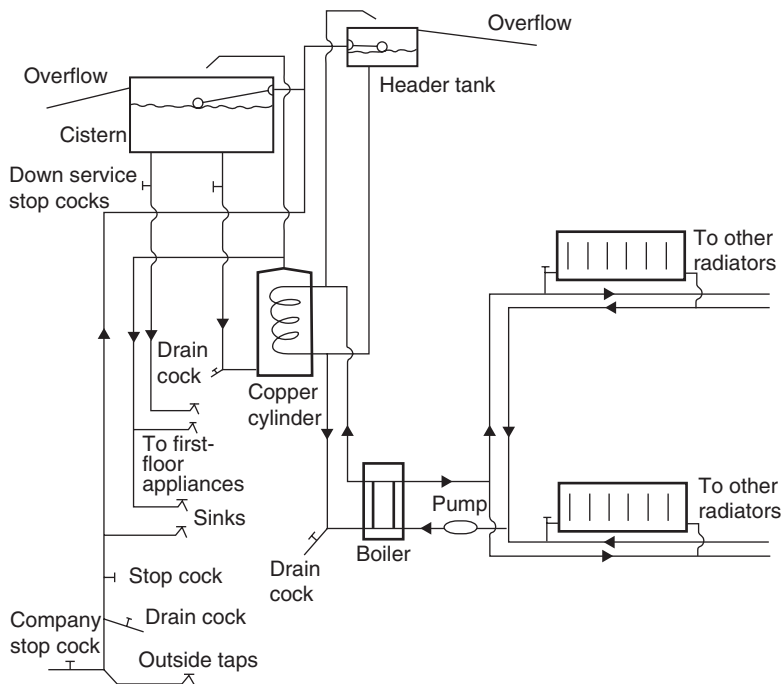 Overflow
Overflow
Header tank
Cistern
Down service
stop cocks
To other
radiators
Drain
cock
Copper
cylinder
To first-
floor
appliances
Pump
To other
radiators
Sinks
Boiler
Drain
cock
Stop cock
Company
stop cock
Drain cock
Outside taps